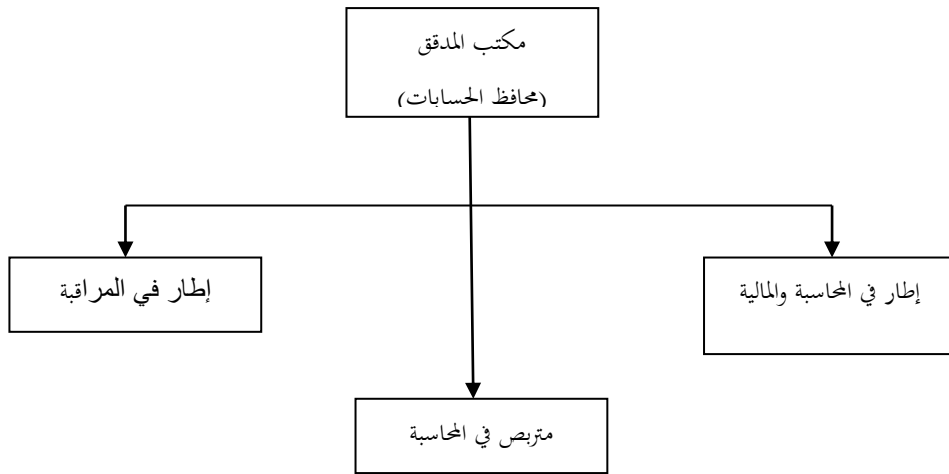 مكتب المدقق
(محافظ الحسابات)
إطار في المحاسبة والمالية
إطار في المراقبة
متربص في المحاسبة